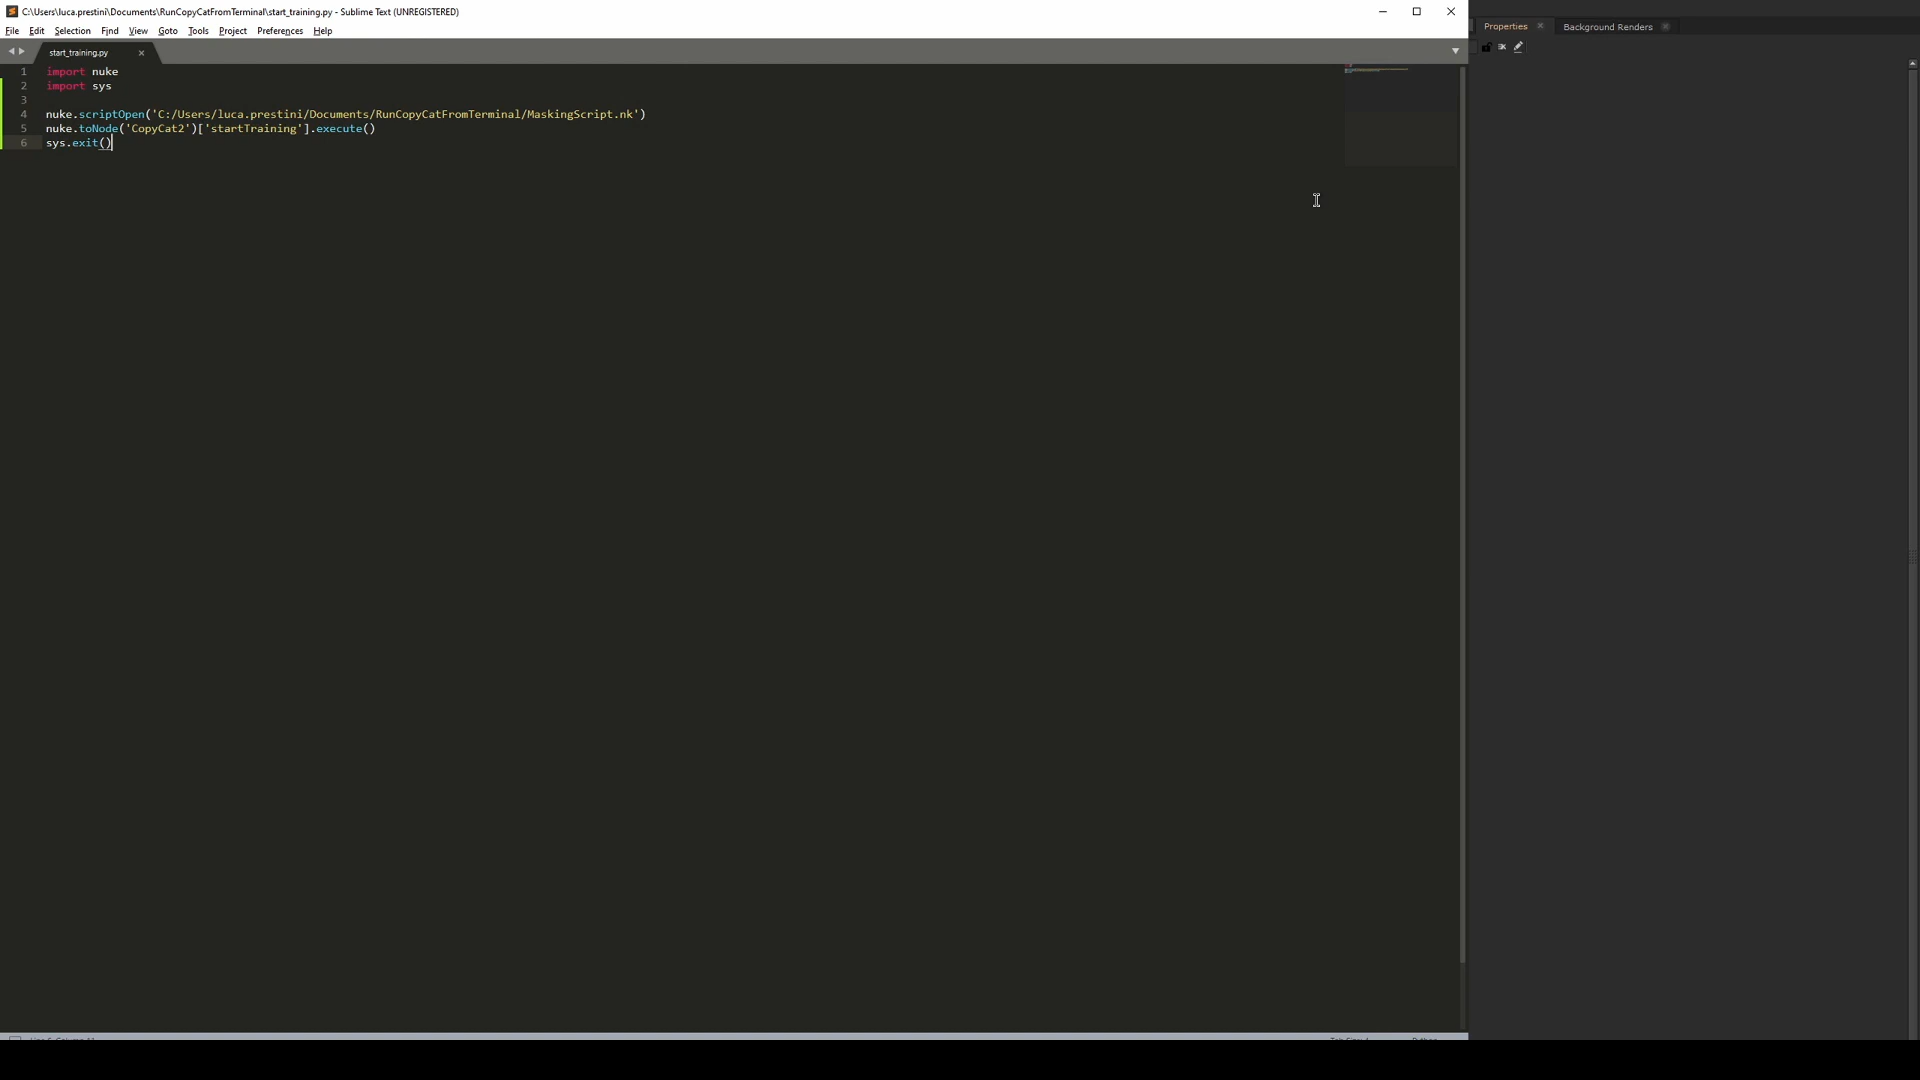 C:\Users\luca.prestini\Documents\RunCopyCatFromTerminal\start_training.py - Sublime Text (UNREGISTERED)
File Edit Selection Find View Goto Tools Project Preferences Help
start_training.py
Properties
Background Renders
1 import nuke
2 import sys
3
4 nuke.scriptOpen('C:/Users/luca.prestini/Documents/RunCopyCatFromTerminal/MaskingScript.nk')
5 nuke.toNode('CopyCat2')['startTraining'].execute()
6 sys.exit()